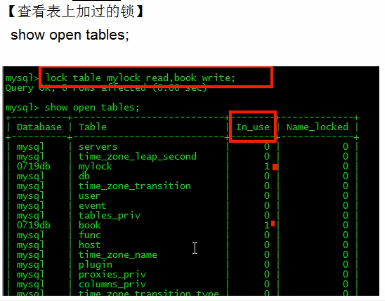 【查看表上加过的锁】
show open tables;
mysql> lock table mylock read,book write;
Query OK, 0 rows affected (0.00 sec)
mysql> show open tables;
| Database | Table | In_use | Name_locked |
| mysql | servers | 0 | 0 |
| mysql | time_zone_leap_second | 0 | 0 |
| 0719db | mylock | 1 | 0 |
| mysql | db | 0 | 0 |
| mysql | time_zone_transition | 0 | 0 |
| mysql | user | 0 | 0 |
| mysql | event | 0 | 0 |
| mysql | tables_priv | 0 | 0 |
| 0719db | book | 1 | 0 |
| mysql | func | 0 | 0 |
| mysql | host | 0 | 0 |
| mysql | time_zone_name | 0 | 0 |
| mysql | plugin | 0 | 0 |
| mysql | proxies_priv | 0 | 0 |
| mysql | columns_priv | 0 | 0 |
| mysql | time_zone_transition_type | 0 | 0 |